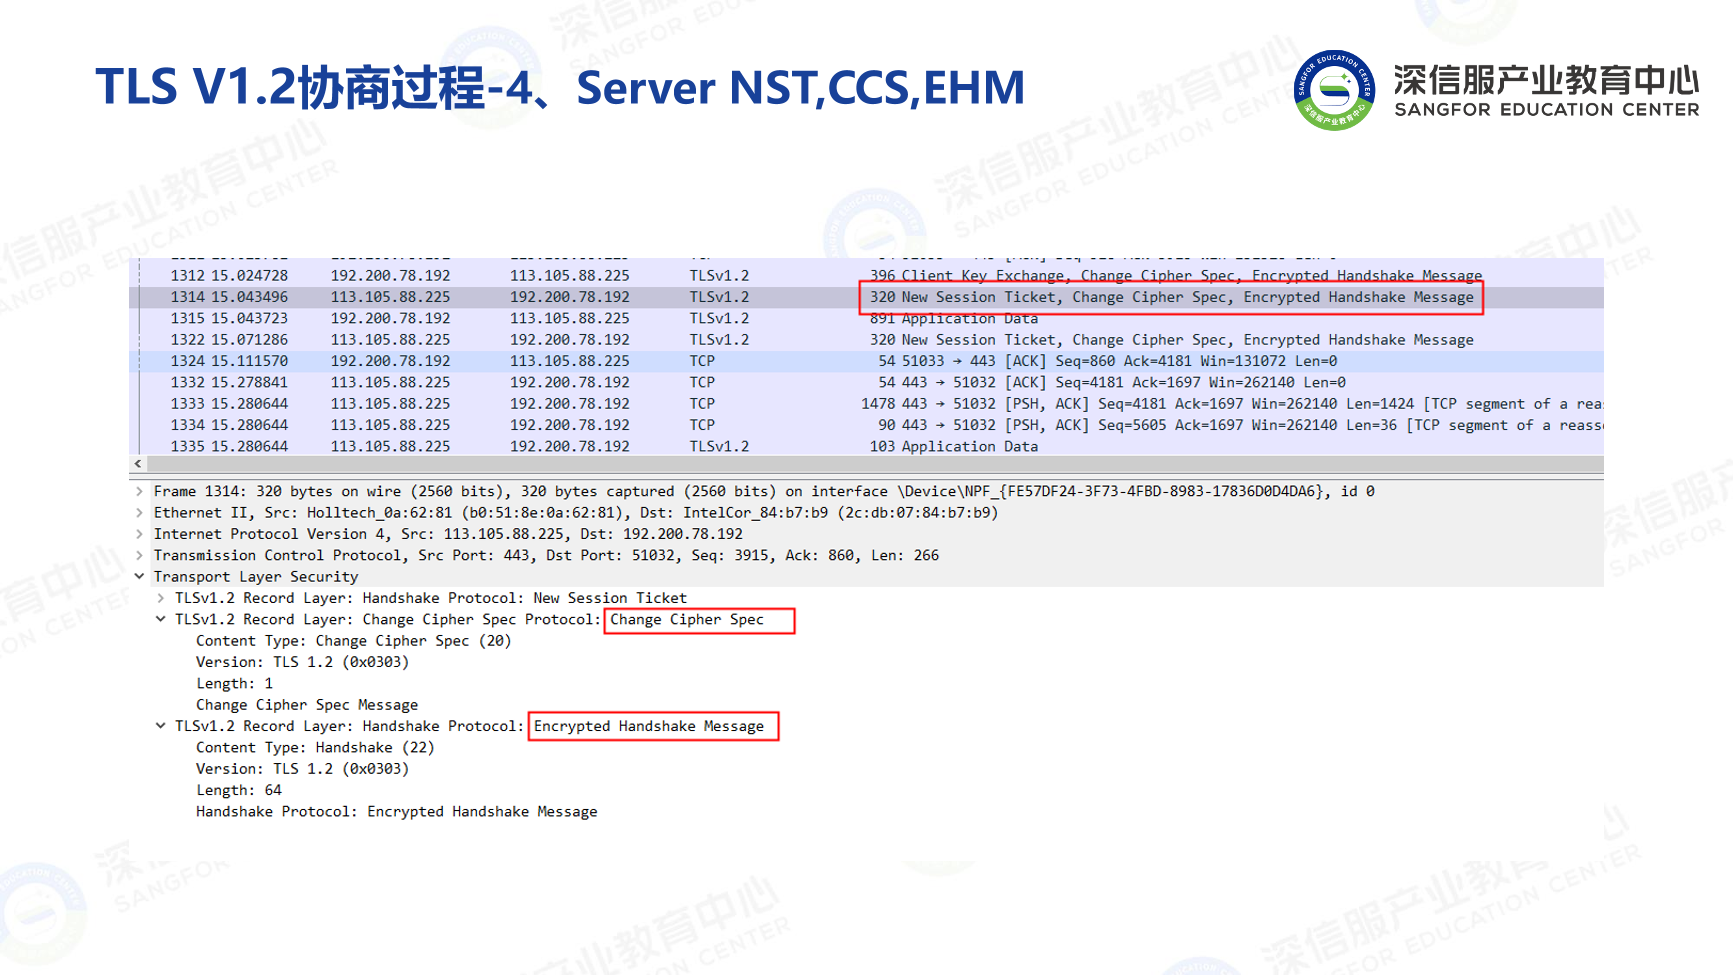 TLS V1.2协商过程-4、Server NST,CCS,EHM
深信服产业教育中心
SANGFOR EDUCATION CENTER
1312 15.024728 192.200.78.192 113.105.88.225 TLSv1.2 396 Client Key Exchange, Change Cipher Spec, Encrypted Handshake Message
1314 15.043496 113.105.88.225 192.200.78.192 TLSv1.2 320 New Session Ticket, Change Cipher Spec, Encrypted Handshake Message
1315 15.043723 192.200.78.192 113.105.88.225 TLSv1.2 891 Application Data
1322 15.071286 113.105.88.225 192.200.78.192 TLSv1.2 320 New Session Ticket, Change Cipher Spec, Encrypted Handshake Message
1324 15.111570 192.200.78.192 113.105.88.225 TCP 54 51033 → 443 [ACK] Seq=860 Ack=4181 Win=131072 Len=0
1332 15.278841 113.105.88.225 192.200.78.192 TCP 54 443 → 51032 [ACK] Seq=4181 Ack=1697 Win=262140 Len=0
1333 15.280644 113.105.88.225 192.200.78.192 TCP 1478 443 → 51032 [PSH, ACK] Seq=4181 Ack=1697 Win=262140 Len=1424 [TCP segment of a reas
1334 15.280644 113.105.88.225 192.200.78.192 TCP 90 443 → 51032 [PSH, ACK] Seq=5605 Ack=1697 Win=262140 Len=36 [TCP segment of a reasse
1335 15.280644 113.105.88.225 192.200.78.192 TLSv1.2 103 Application Data
Frame 1314: 320 bytes on wire (2560 bits), 320 bytes captured (2560 bits) on interface \Device\NPF_{FE57DF24-3F73-4FBD-8983-17836D0D4DA6}, id 0
Ethernet II, Src: Holltech_0a:62:81 (b0:51:8e:0a:62:81), Dst: IntelCor_84:b7:b9 (2c:db:07:84:b7:b9)
Internet Protocol Version 4, Src: 113.105.88.225, Dst: 192.200.78.192
Transmission Control Protocol, Src Port: 443, Dst Port: 51032, Seq: 3915, Ack: 860, Len: 266
Transport Layer Security
TLSv1.2 Record Layer: Handshake Protocol: New Session Ticket
TLSv1.2 Record Layer: Change Cipher Spec Protocol: Change Cipher Spec
Content Type: Change Cipher Spec (20)
Version: TLS 1.2 (0x0303)
Length: 1
Change Cipher Spec Message
TLSv1.2 Record Layer: Handshake Protocol: Encrypted Handshake Message
Content Type: Handshake (22)
Version: TLS 1.2 (0x0303)
Length: 64
Handshake Protocol: Encrypted Handshake Message